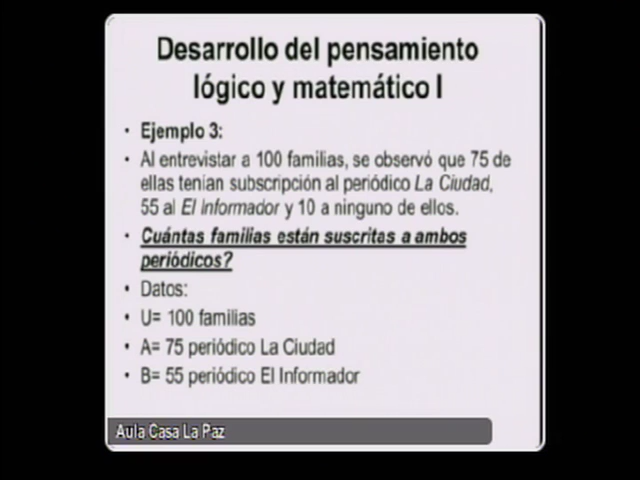 Desarrollo del pensamiento
lógico y matemático I
• Ejemplo 3:
• Al entrevistar a 100 familias, se observó que 75 de
ellas tenian subscripción al periódico La Ciudad,
55 al El Informador y 10 a ninguno de ellos.
• Cuántas familias están suscritas a ambos
periódicos?
• Datos:
• U= 100 familias
• A= 75 periódico La Ciudad
• B= 55 periódico El Informador
Aula Casa La Paz